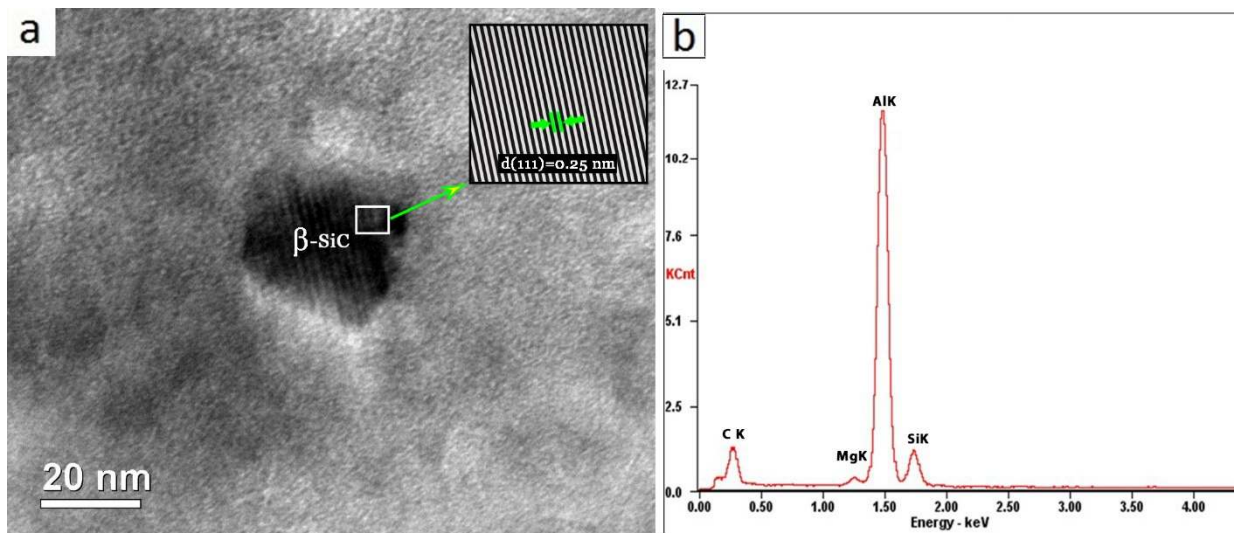 a
d(111)=0.25 nm
β-SiC
20 nm
b
12.7
10.2
7.6
KCnt
5.1
2.5
0.0
AlK
C K
MgK
SiK
0.00 0.50 1.00 1.50 2.00 2.50 3.00 3.50 4.00
Energy - keV